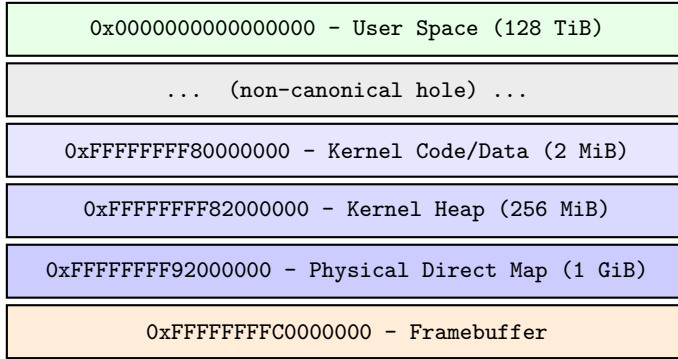 0x0000000000000000 – User Space (128 TiB)
... (non-canonical hole) ...
0xFFFFFFFF80000000 – Kernel Code/Data (2 MiB)
0xFFFFFFFF82000000 – Kernel Heap (256 MiB)
0xFFFFFFFF92000000 – Physical Direct Map (1 GiB)
0xFFFFFFFFC0000000 – Framebuffer